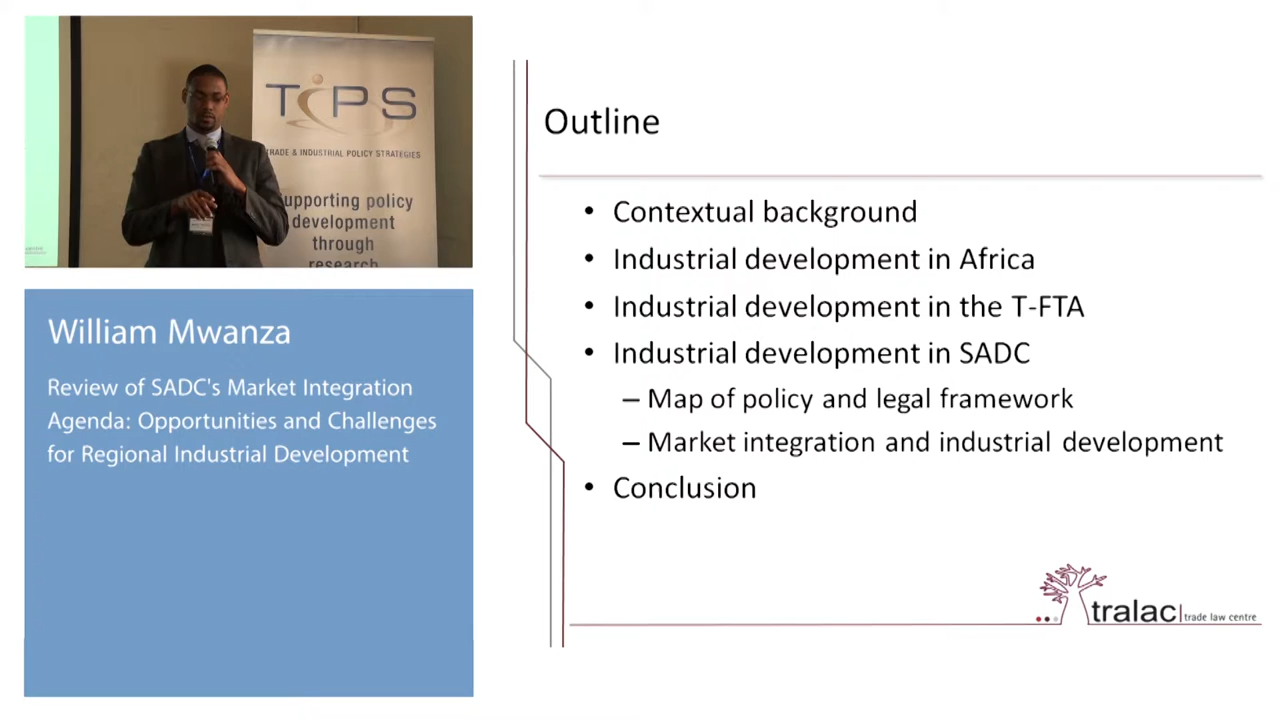 TiPS
TRADE & INDUSTRIAL POLICY STRATEGIES
upporting policy
development
through
research
William Mwanza
Review of SADC's Market Integration
Agenda: Opportunities and Challenges
for Regional Industrial Development
Outline
• Contextual background
• Industrial development in Africa
• Industrial development in the T-FTA
• Industrial development in SADC
– Map of policy and legal framework
– Market integration and industrial development
• Conclusion
tralac| trade law centre